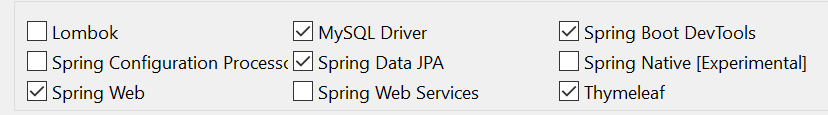 Lombok MySQL Driver Spring Boot DevTools
Spring Configuration Process Spring Data JPA Spring Native [Experimental]
Spring Web Spring Web Services Thymeleaf